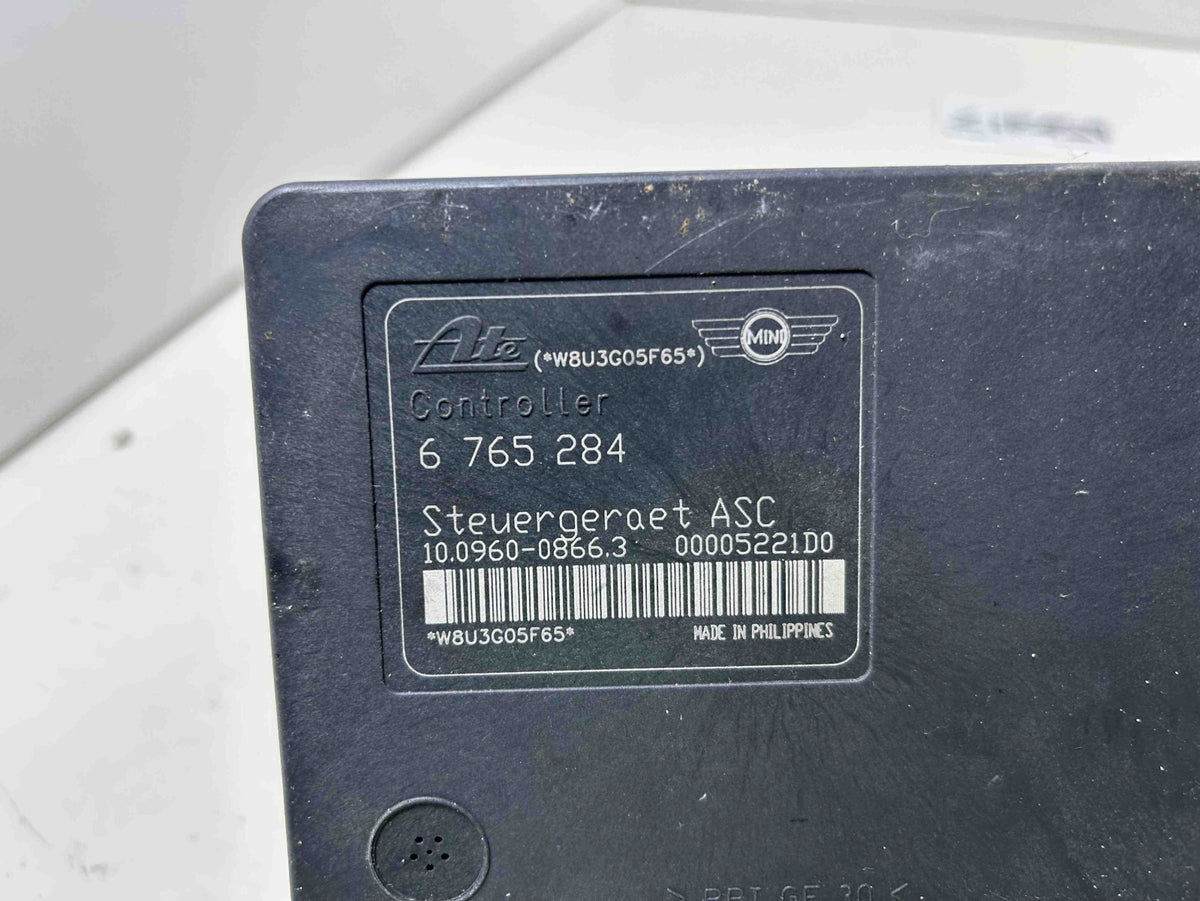 Ate (*W8U3G05F65*) MINI
Controller
6 765 284
Steuergeraet ASC
10.0960-0866.3 00005221D0
*W8U3G05F65* MADE IN PHILIPPINES